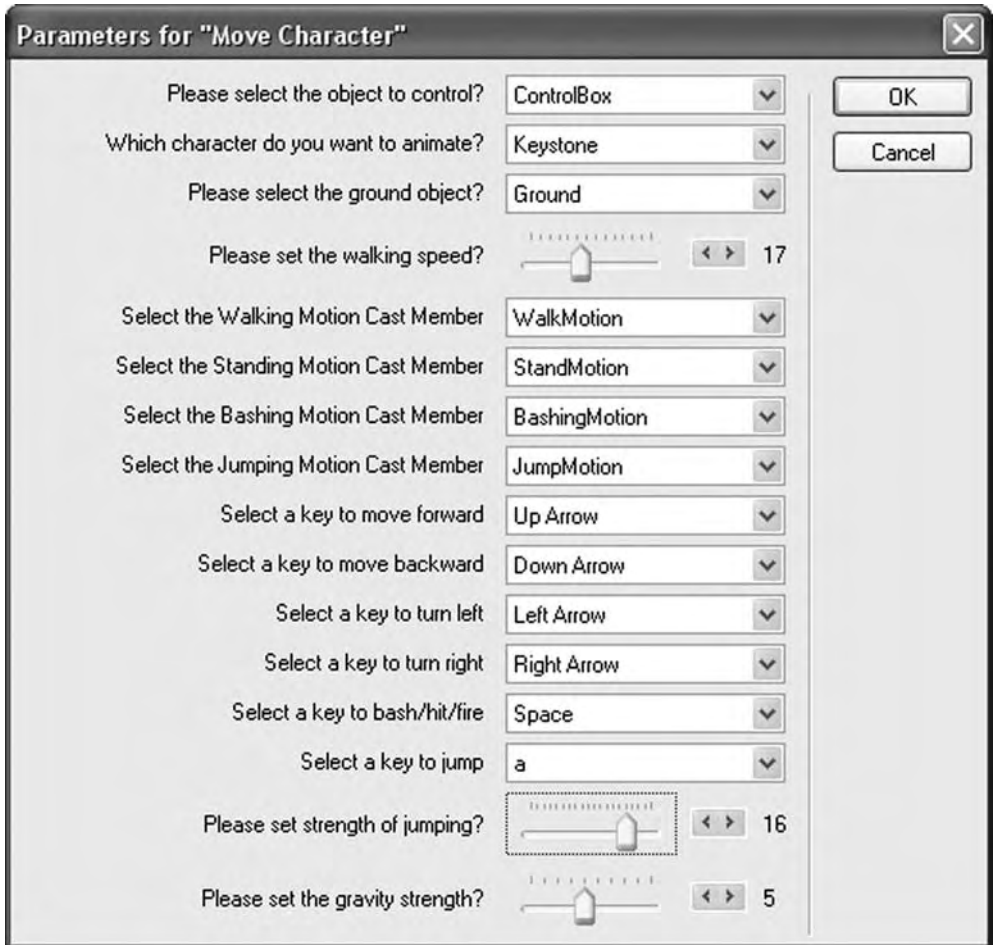 Parameters for "Move Character"
Please select the object to control? ControlBox OK
Which character do you want to animate? Keystone Cancel
Please select the ground object? Ground
Please set the walking speed? 17
Select the Walking Motion Cast Member WalkMotion
Select the Standing Motion Cast Member StandMotion
Select the Bashing Motion Cast Member BashingMotion
Select the Jumping Motion Cast Member JumpMotion
Select a key to move forward Up Arrow
Select a key to move backward Down Arrow
Select a key to turn left Left Arrow
Select a key to turn right Right Arrow
Select a key to bash/hit/fire Space
Select a key to jump a
Please set strength of jumping? 16
Please set the gravity strength? 5